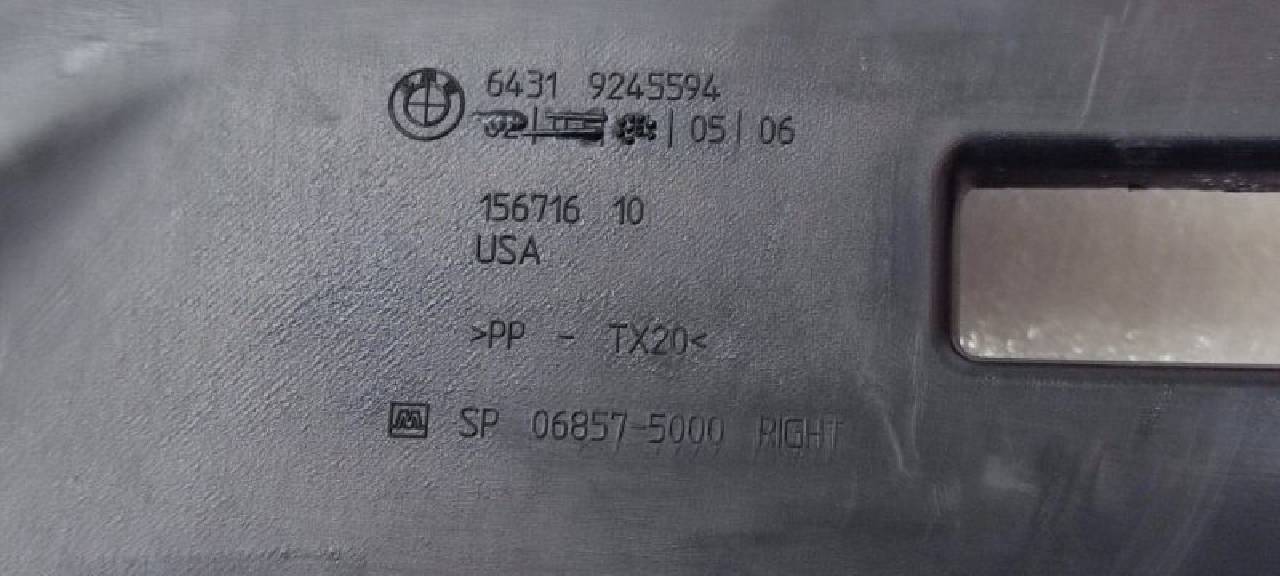 6431 9245594
| 05 | 06
156716 10
USA
>PP - TX20<
SP 06857-5000 RIGHT